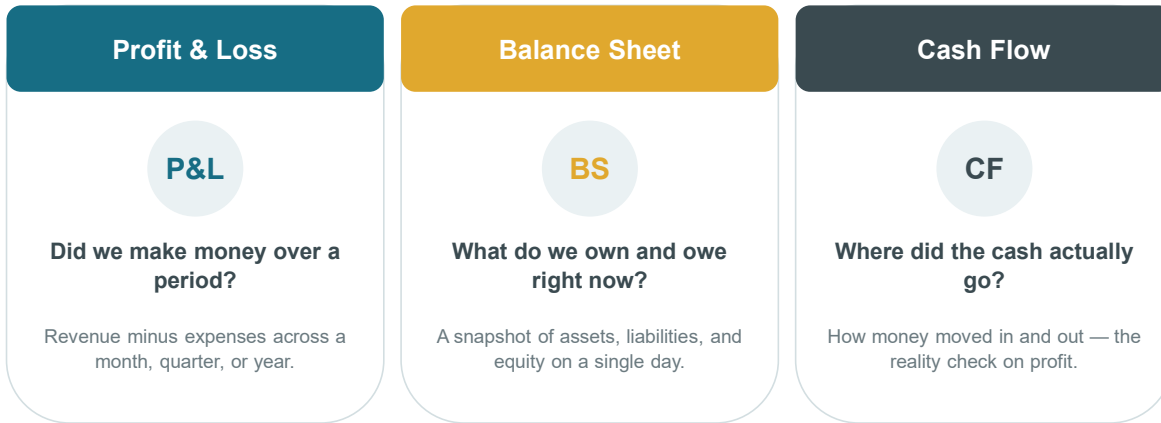 Profit & Loss
P&L
Did we make money over a
period?
Revenue minus expenses across a
month, quarter, or year.
Balance Sheet
BS
What do we own and owe
right now?
A snapshot of assets, liabilities, and
equity on a single day.
Cash Flow
CF
Where did the cash actually
go?
How money moved in and out — the
reality check on profit.